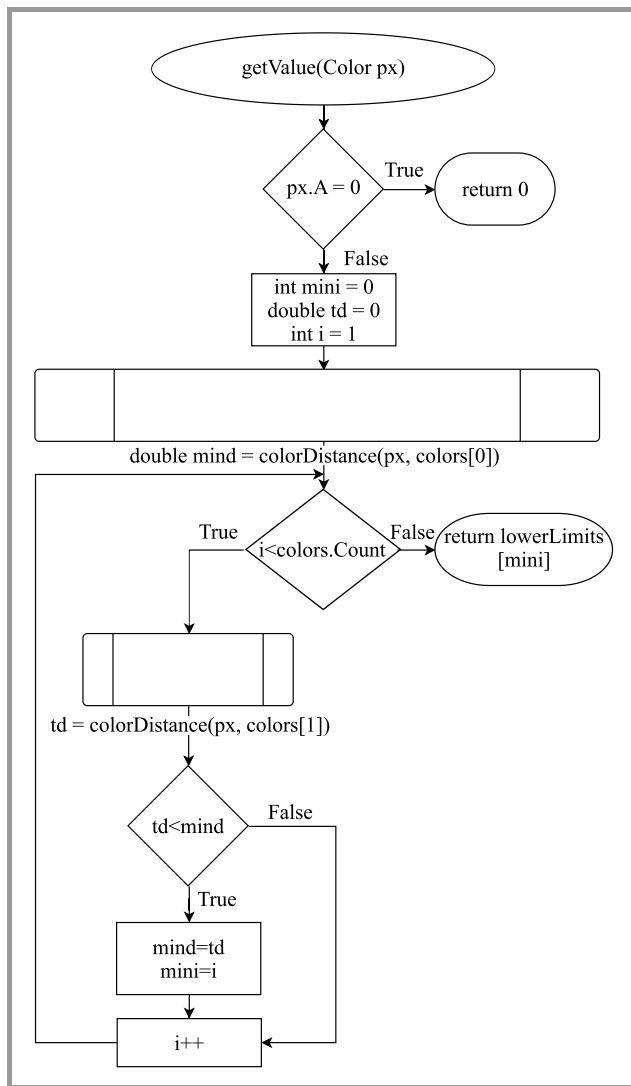 getValue(Color px)
px.A = 0
True
return 0
False
int mini = 0
double td = 0
int i = 1
double mind = colorDistance(px, colors[0])
True
i<colors.Count
False
return lowerLimits
[mini]
td = colorDistance(px, colors[1])
td<mind
False
True
mind=td
mini=i
i++